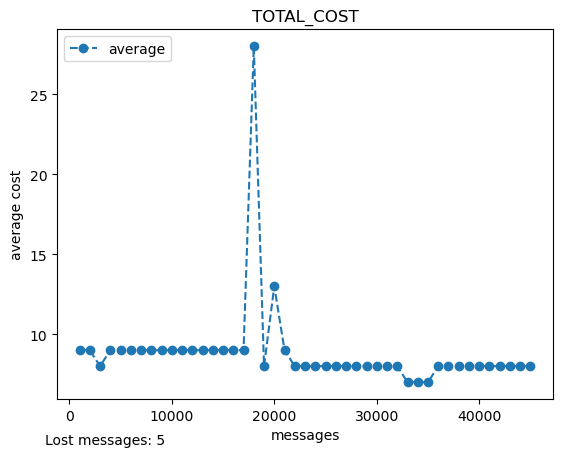 TOTAL_COST
average
25
20
15
10
average cost
0 10000 20000 30000 40000
messages
Lost messages: 5